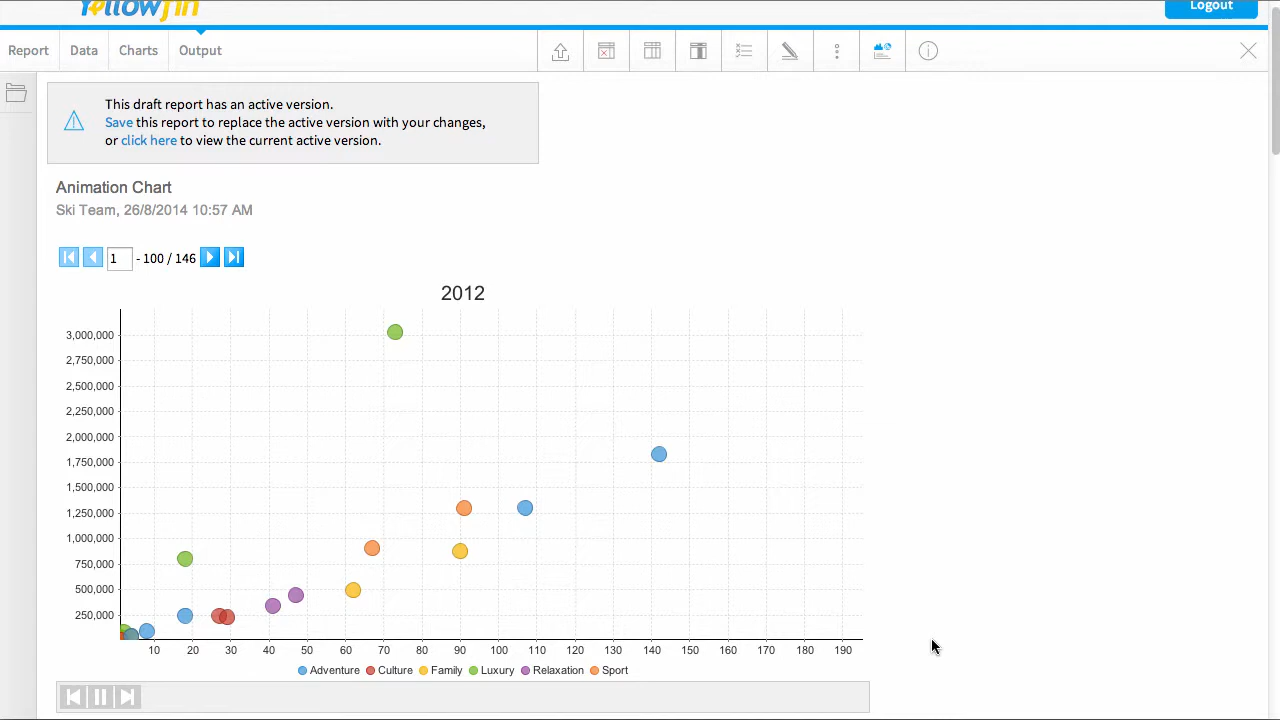 Yellowfin
Logout
Report
Data
Charts
Output
This draft report has an active version.
Save this report to replace the active version with your changes,
or click here to view the current active version.
Animation Chart
Ski Team, 26/8/2014 10:57 AM
1 - 100 / 146
2012
3,000,000
2,750,000
2,500,000
2,250,000
2,000,000
1,750,000
1,500,000
1,250,000
1,000,000
750,000
500,000
250,000
10 20 30 40 50 60 70 80 90 100 110 120 130 140 150 160 170 180 190
Adventure Culture Family Luxury Relaxation Sport